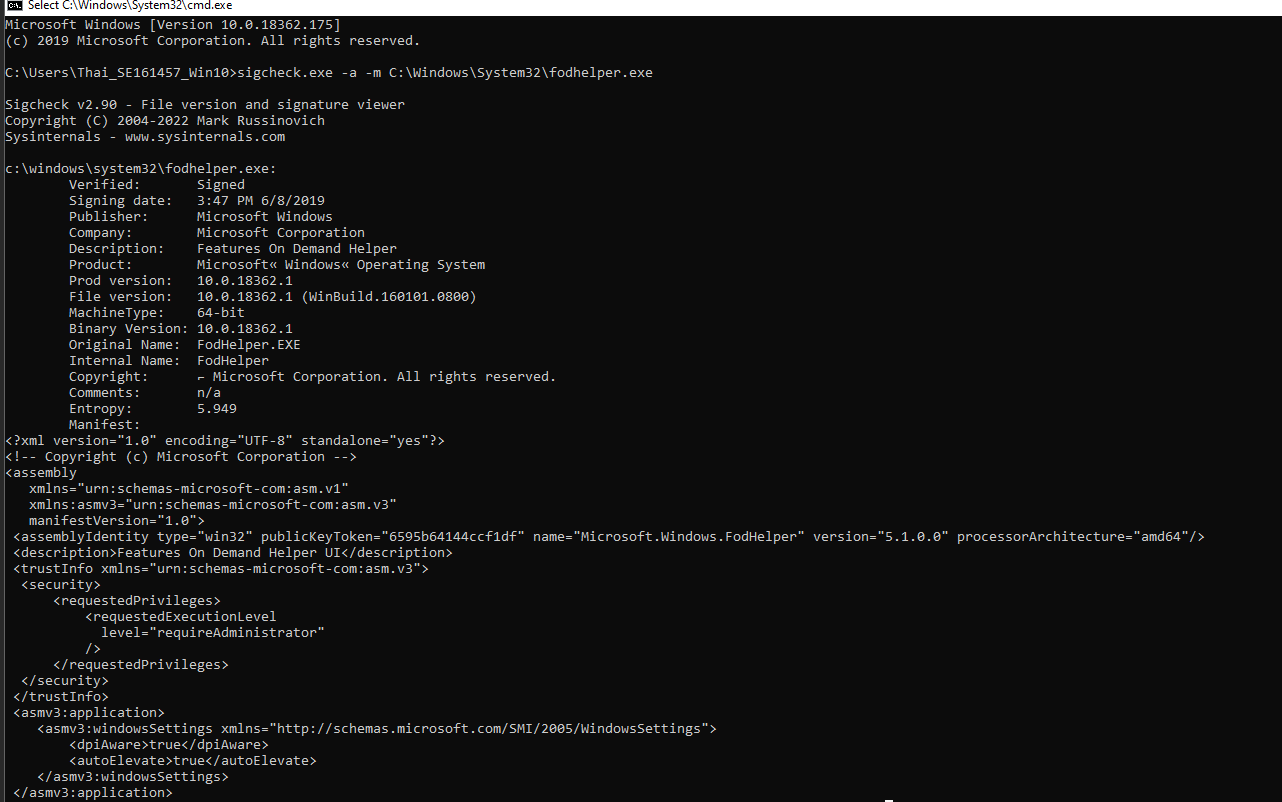 Select C:\Windows\System32\cmd.exe
Microsoft Windows [Version 10.0.18362.175]
(c) 2019 Microsoft Corporation. All rights reserved.
C:\Users\Thai_SE161457_Win10>sigcheck.exe -a -m C:\Windows\System32\fodhelper.exe
Sigcheck v2.90 - File version and signature viewer
Copyright (C) 2004-2022 Mark Russinovich
Sysinternals - www.sysinternals.com
c:\windows\system32\fodhelper.exe:
Verified: Signed
Signing date: 3:47 PM 6/8/2019
Publisher: Microsoft Windows
Company: Microsoft Corporation
Description: Features On Demand Helper
Product: Microsoft« Windows« Operating System
Prod version: 10.0.18362.1
File version: 10.0.18362.1 (WinBuild.160101.0800)
MachineType: 64-bit
Binary Version: 10.0.18362.1
Original Name: FodHelper.EXE
Internal Name: FodHelper
Copyright: ⌐ Microsoft Corporation. All rights reserved.
Comments: n/a
Entropy: 5.949
Manifest:
<?xml version="1.0" encoding="UTF-8" standalone="yes"?>
<!-- Copyright (c) Microsoft Corporation -->
<assembly
xmlns="urn:schemas-microsoft-com:asm.v1"
xmlns:asmv3="urn:schemas-microsoft-com:asm.v3"
manifestVersion="1.0">
<assemblyIdentity type="win32" publicKeyToken="6595b64144ccf1df" name="Microsoft.Windows.FodHelper" version="5.1.0.0" processorArchitecture="amd64"/>
<description>Features On Demand Helper UI</description>
<trustInfo xmlns="urn:schemas-microsoft-com:asm.v3">
<security>
<requestedPrivileges>
<requestedExecutionLevel
level="requireAdministrator"
/>
</requestedPrivileges>
</security>
</trustInfo>
<asmv3:application>
<asmv3:windowsSettings xmlns="http://schemas.microsoft.com/SMI/2005/WindowsSettings">
<dpiAware>true</dpiAware>
<autoElevate>true</autoElevate>
</asmv3:windowsSettings>
</asmv3:application>